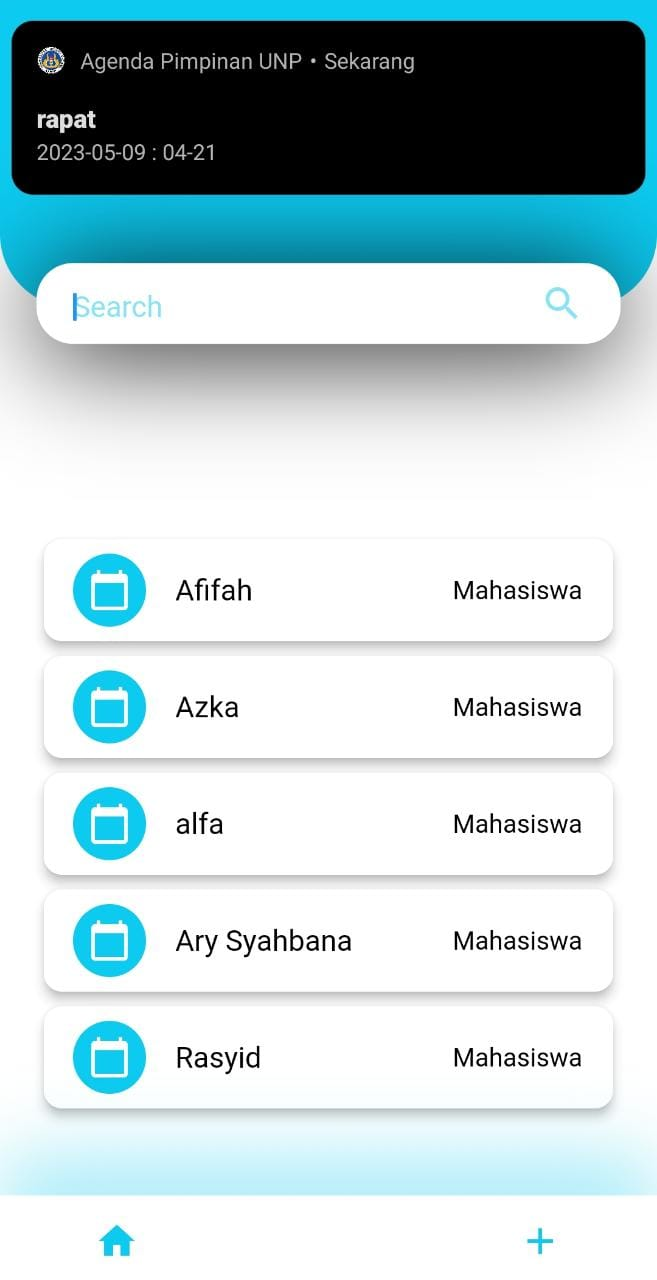 Agenda Pimpinan UNP • Sekarang
rapat
2023-05-09 : 04-21
Search
Afifah Mahasiswa
Azka Mahasiswa
alfa Mahasiswa
Ary Syahbana Mahasiswa
Rasyid Mahasiswa